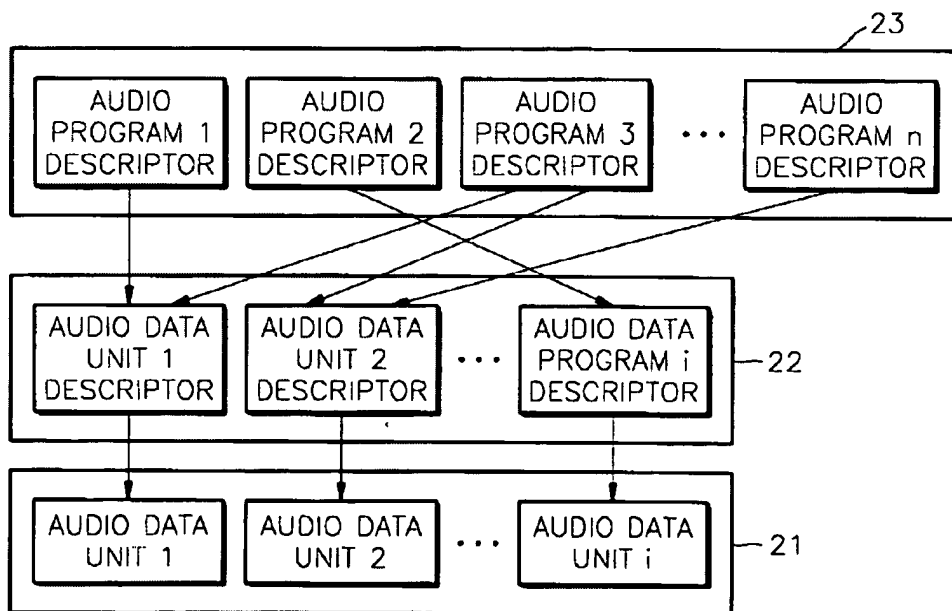 23
AUDIO
PROGRAM 1
DESCRIPTOR
AUDIO
PROGRAM 2
DESCRIPTOR
AUDIO
PROGRAM 3
DESCRIPTOR
...
AUDIO
PROGRAM n
DESCRIPTOR
AUDIO DATA
UNIT 1
DESCRIPTOR
AUDIO DATA
UNIT 2
DESCRIPTOR
...
AUDIO DATA
PROGRAM i
DESCRIPTOR
22
AUDIO DATA
UNIT 1
AUDIO DATA
UNIT 2
...
AUDIO DATA
UNIT i
21